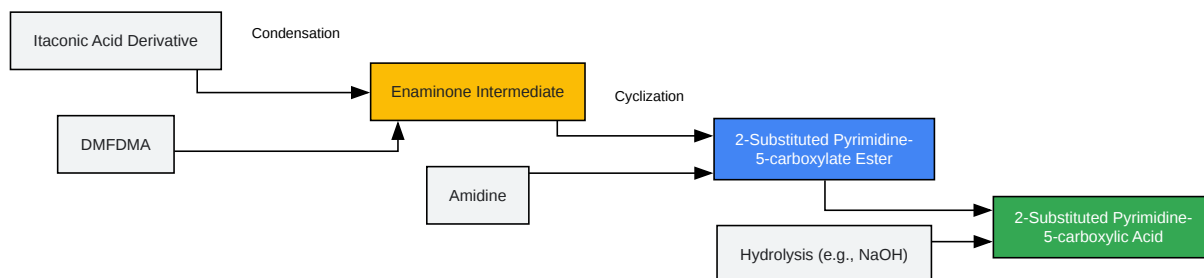 Itaconic Acid Derivative
Condensation
Enaminone Intermediate
DMFDMA
Cyclization
2-Substituted Pyrimidine-
5-carboxylate Ester
Amidine
2-Substituted Pyrimidine-
5-carboxylic Acid
Hydrolysis (e.g., NaOH)